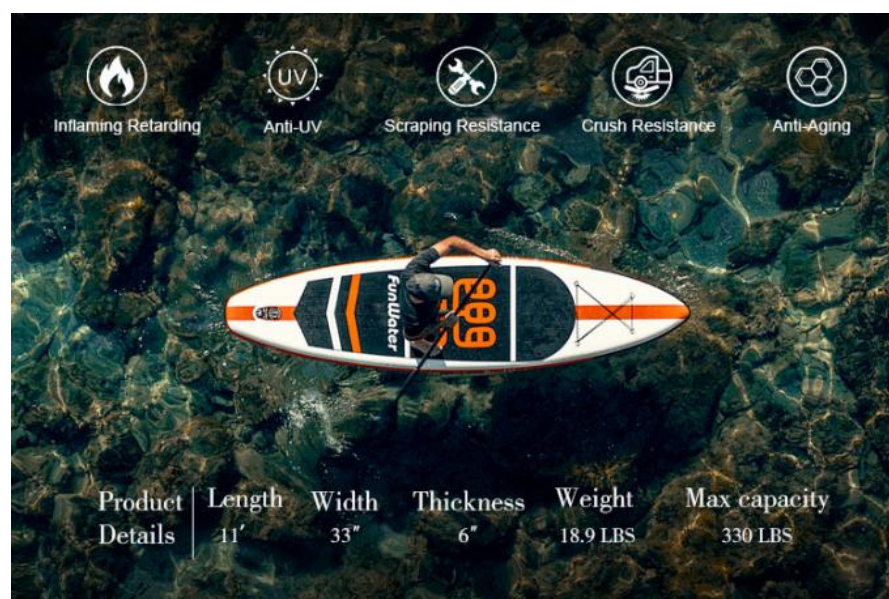 UV
Inflaming Retarding
Anti-UV
Scraping Resistance
Crush Resistance
Anti-Aging
FunWater
Product Details
Length
Width
Thickness
Weight
Max capacity
11′
33″
6″
18.9 LBS
330 LBS